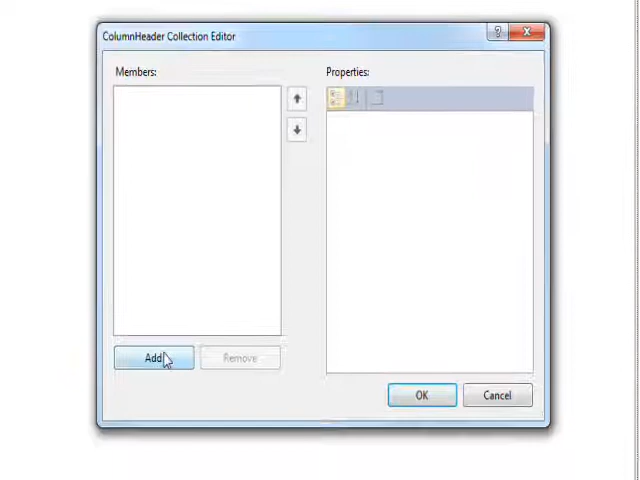 ColumnHeader Collection Editor
Members:
Properties:
Add
Remove
OK
Cancel